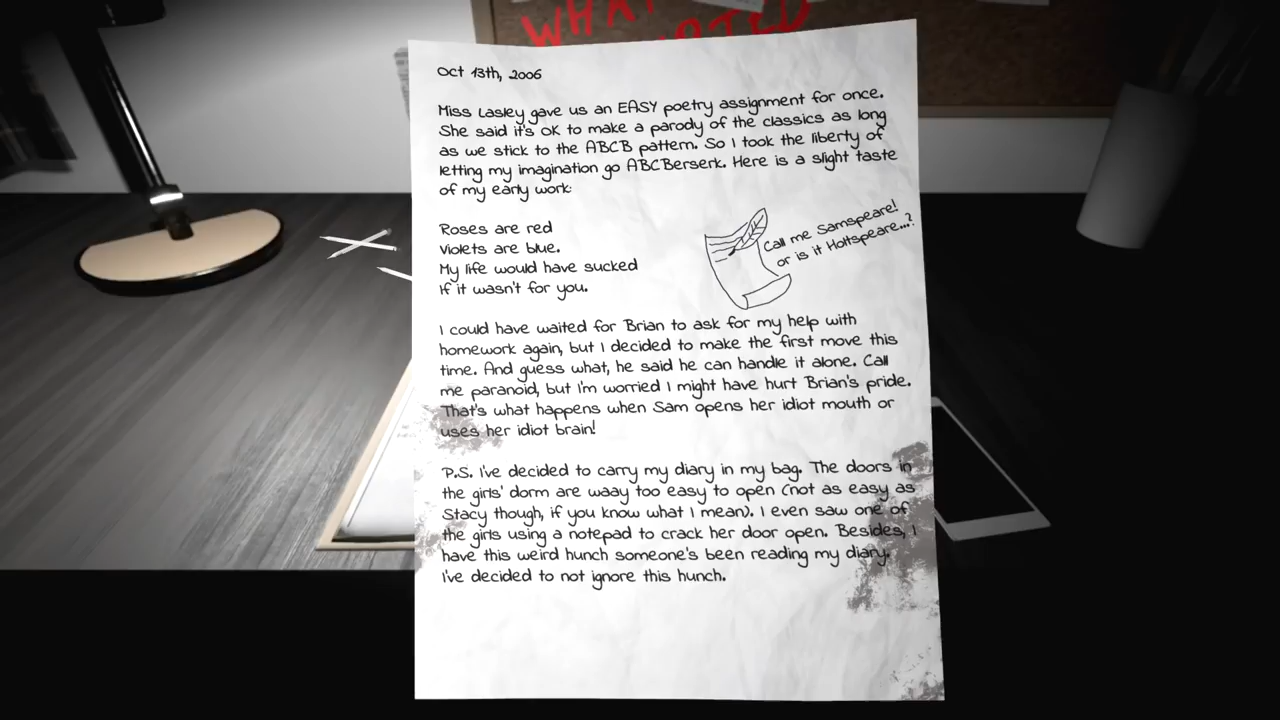 WHAT
Oct 13th, 2006
Miss Lasley gave us an EASY poetry assignment for once.
She said it's OK to make a parody of the classics as long
as we stick to the ABCB pattern. So I took the liberty of
letting my imagination go ABCBerserk. Here is a slight taste
of my early work:
Roses are red
Violets are blue.
My life would have sucked
If it wasn't for you.
Call me Samspeare!
or is it Holtspeare...?
I could have waited for Brian to ask for my help with
homework again, but I decided to make the first move this
time. And guess what, he said he can handle it alone. Call
me paranoid, but I'm worried I might have hurt Brian's pride.
That's what happens when Sam opens her idiot mouth or
uses her idiot brain!
P.S. I've decided to carry my diary in my bag. The doors in
the girls' dorm are waay too easy to open (not as easy as
Stacy though, if you know what I mean). I even saw one of
the girls using a notepad to crack her door open. Besides, I
have this weird hunch someone's been reading my diary.
I've decided to not ignore this hunch.